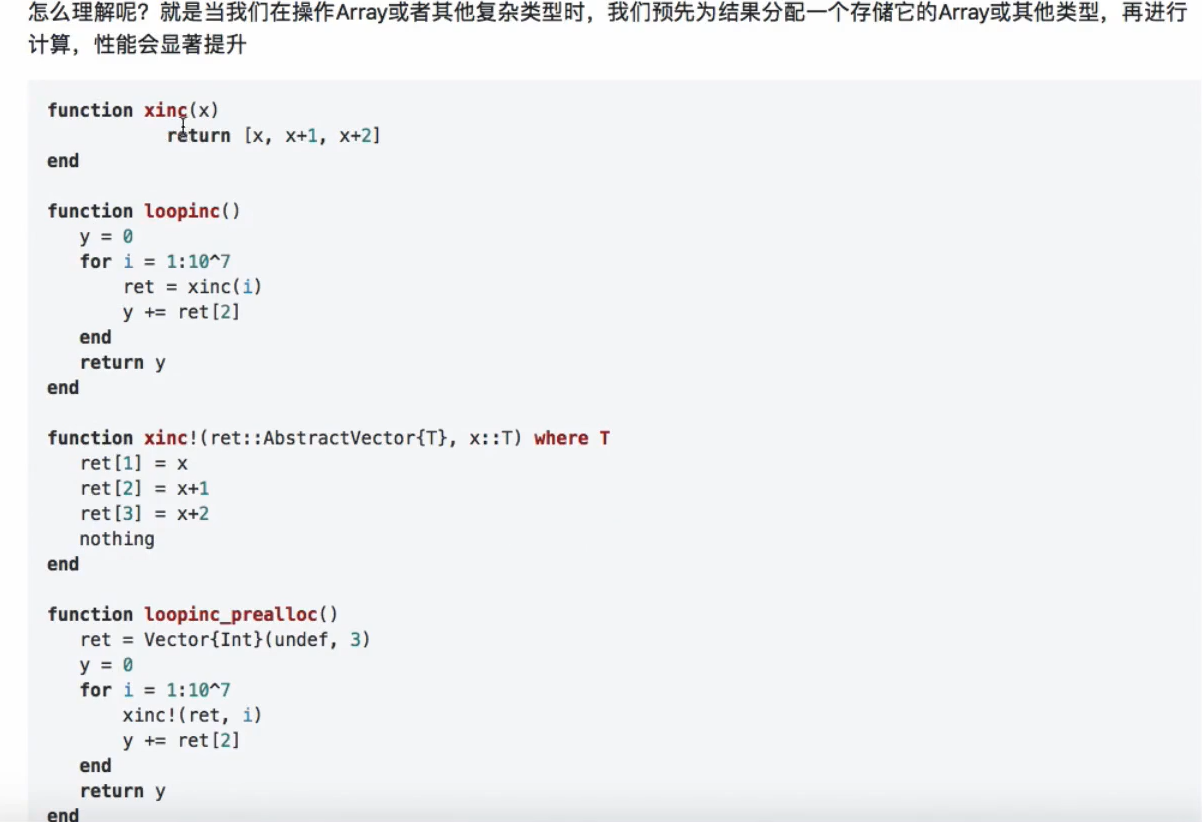 怎么理解呢？就是当我们在操作Array或者其他复杂类型时，我们预先为结果分配一个存储它的Array或其他类型，再进行
计算，性能会显著提升
function xinc(x)
            return [x, x+1, x+2]
end
function loopinc()
   y = 0
   for i = 1:10^7
       ret = xinc(i)
       y += ret[2]
   end
   return y
end
function xinc!(ret::AbstractVector{T}, x::T) where T
   ret[1] = x
   ret[2] = x+1
   ret[3] = x+2
   nothing
end
function loopinc_prealloc()
   ret = Vector{Int}(undef, 3)
   y = 0
   for i = 1:10^7
       xinc!(ret, i)
       y += ret[2]
   end
   return y
end